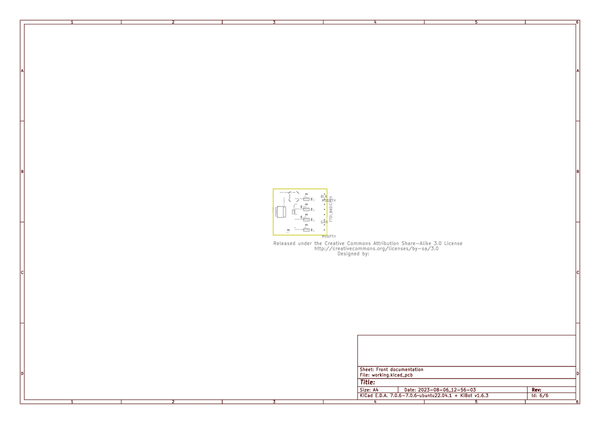 1 2 3 4 5 6
A A
B B
Released under the Creative Commons Attribution Share-Alike 3.0 License
http://creativecommons.org/licenses/by-sa/3.0
Designed by:
C C
Sheet: Front documentation
File: working.kicad_pcb
Title:
D D
Size: A4 Date: 2023-08-06_12-56-03 Rev:
KiCad E.D.A. 7.0.6-7.0.6~ubuntu22.04.1 + KiBot v1.6.3 Id: 6/6
1 2 3 4 5 6